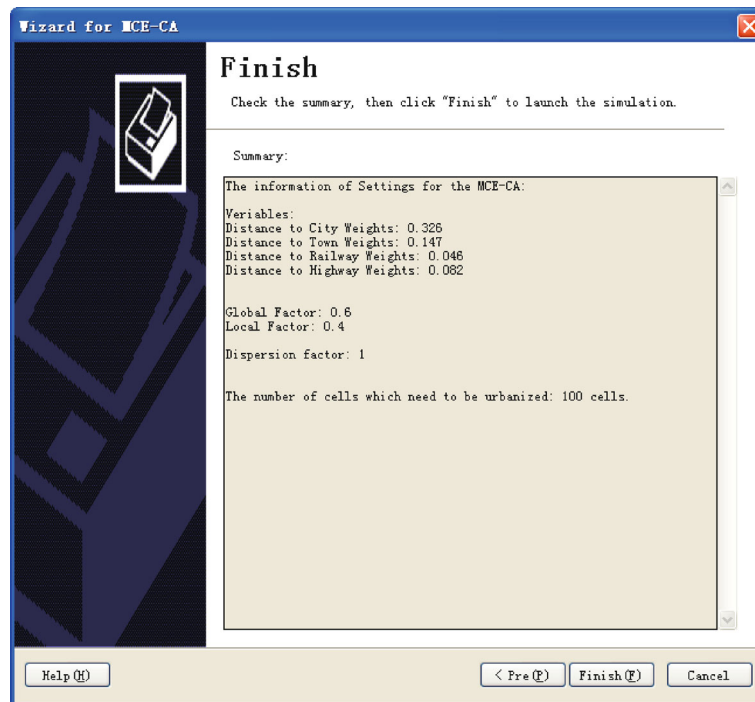 Wizard for MCE-CA
Finish
Check the summary, then click "Finish" to launch the simulation.
Summary:
The information of Settings for the MCE-CA:
Veriables:
Distance to City Weights: 0.326
Distance to Town Weights: 0.147
Distance to Railway Weights: 0.046
Distance to Highway Weights: 0.082
Global Factor: 0.6
Local Factor: 0.4
Dispersion factor: 1
The number of cells which need to be urbanized: 100 cells.
Help(H) < Pre(P) Finish(F) Cancel